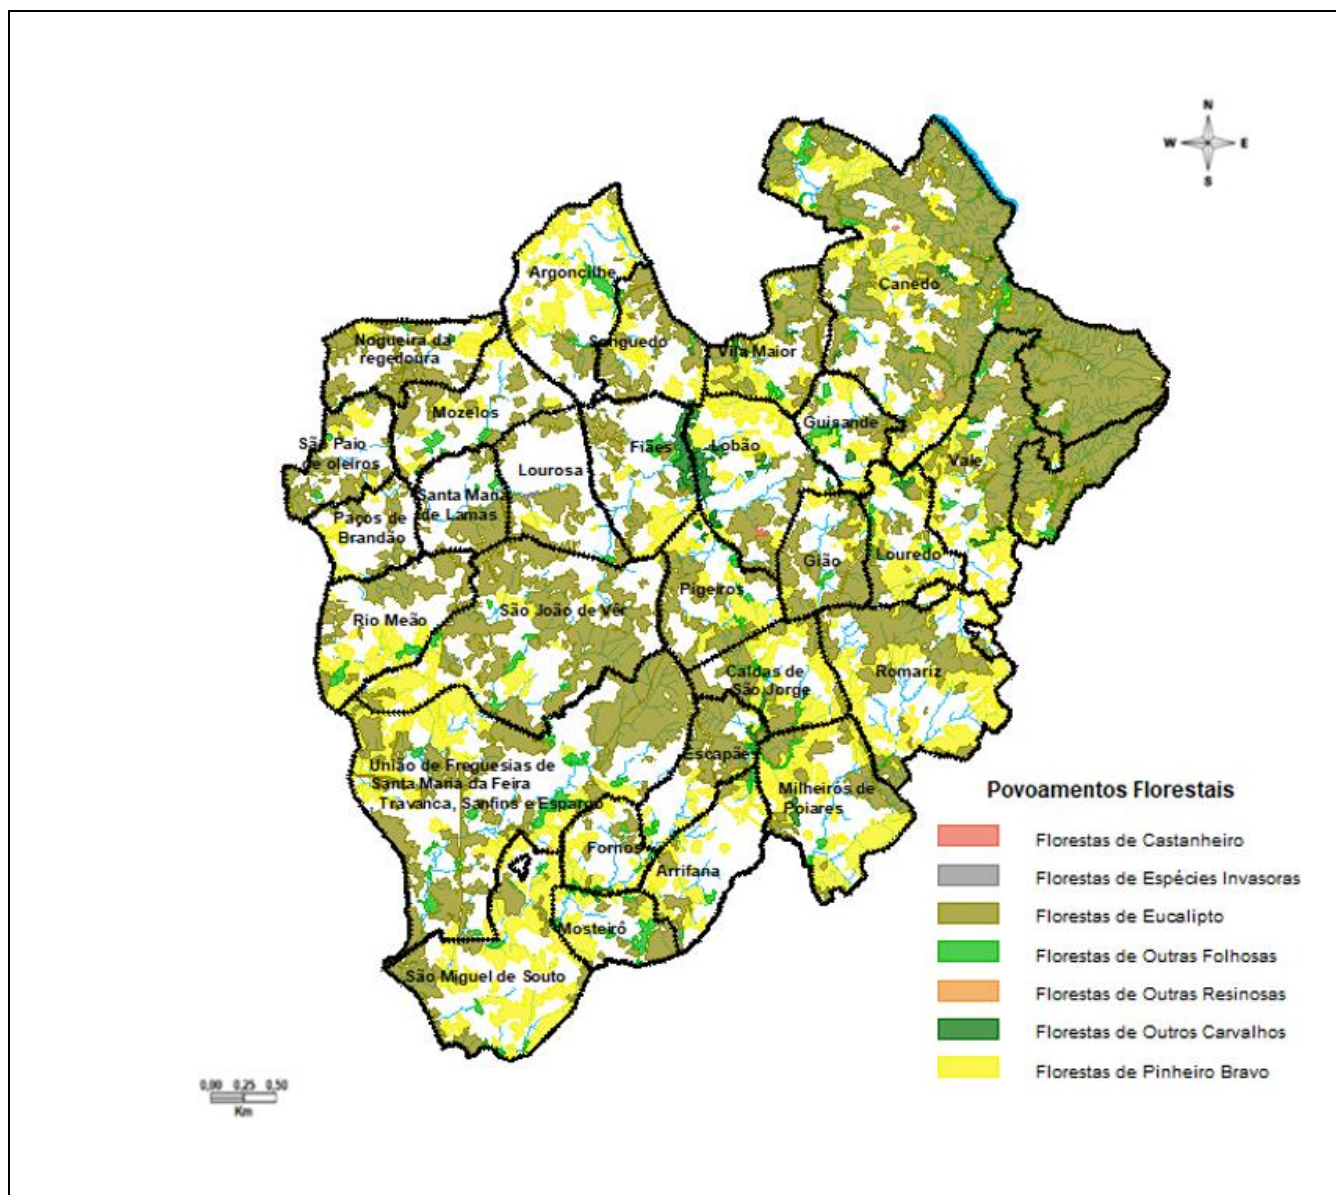 N
W E
S
Argoncilhe
Canedo
Nogueira da
regedoura
Sanguedo
Vila Maior
Mozelos
Guisande
São Paio
de oleiros
Lourosa
Fiães
Lobão
Vale
Santa Maria
de Lamas
Paços de
Brandão
Gião
Louredo
Pigeiros
São João de Vêr
Rio Meão
Caldas de
São Jorge
Romariz
Escapães
União de Freguesias de
Santa Maria da Feira
, Travanca, Sanfins e Espargo
Milheirós de
Poiares
Fornos
Arrifana
Mosteirô
São Miguel de Souto
Povoamentos Florestais
Florestas de Castanheiro
Florestas de Espécies Invasoras
Florestas de Eucalipto
Florestas de Outras Folhosas
Florestas de Outras Resinosas
Florestas de Outros Carvalhos
Florestas de Pinheiro Bravo
0,00 0,25 0,50
Km